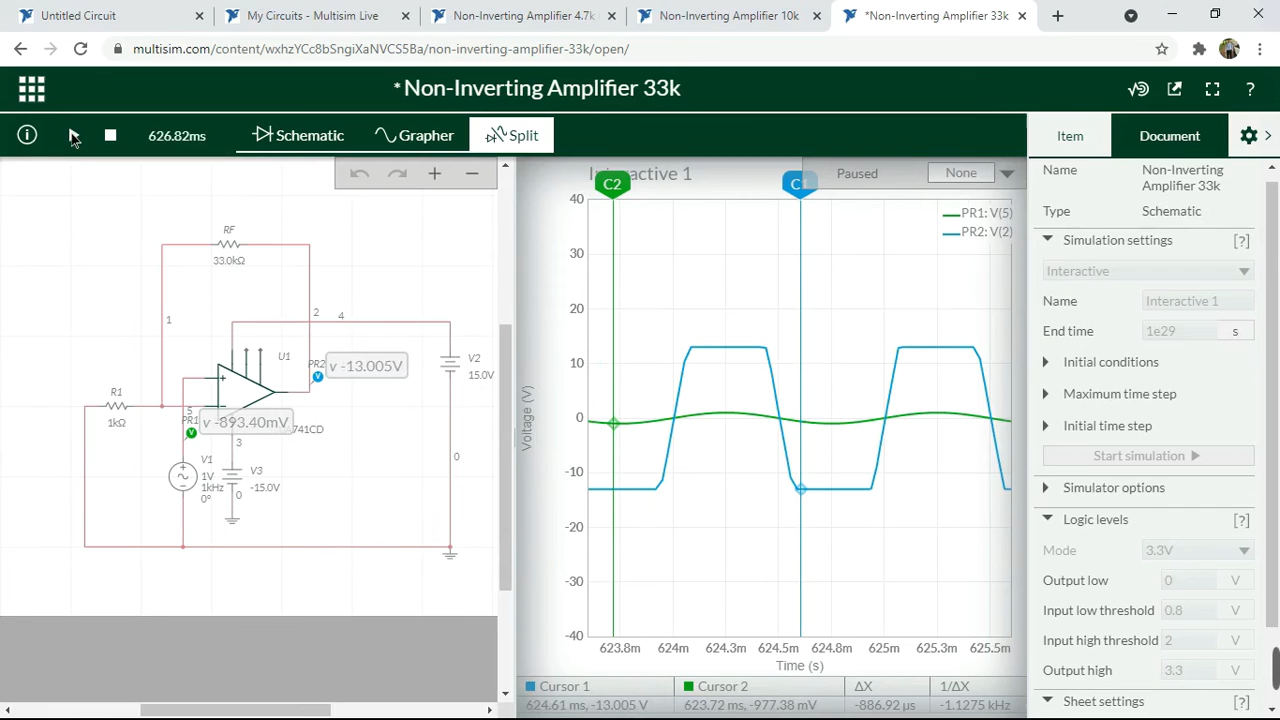 Untitled Circuit
My Circuits - Multisim Live
Non-Inverting Amplifier 4.7k
Non-Inverting Amplifier 10k
*Non-Inverting Amplifier 33k
multisim.com/content/wxhzYCc8bSngiXaNVCS5Ba/non-inverting-amplifier-33k/open/
*Non-Inverting Amplifier 33k
626.82ms
Schematic
Grapher
Split
Item
Document
RF
33.0kΩ
1
2
4
U1
PR2
v -13.005V
V2
15.0V
R1
1kΩ
5
PR1
v -893.40mV
741CD
3
0
V1
1V
1kHz
0°
V3
-15.0V
0
Interactive 1
Paused
None
C2
C1
PR1: V(5)
PR2: V(2)
40
30
20
10
0
-10
-20
-30
-40
Voltage (V)
623.8m 624m 624.3m 624.5m 624.8m 625m 625.3m 625.5m
Time (s)
Cursor 1
Cursor 2
ΔX
1/ΔX
624.61 ms, -13.005 V
623.72 ms, -977.38 mV
-886.92 µs
-1.1275 kHz
Name
Non-Inverting
Amplifier 33k
Type
Schematic
Simulation settings
[?]
Interactive
Name
Interactive 1
End time
1e29
s
Initial conditions
Maximum time step
Initial time step
Start simulation
Simulator options
Logic levels
[?]
Mode
3.3V
Output low
0
V
Input low threshold
0.8
V
Input high threshold
2
V
Output high
3.3
V
Sheet settings
[?]